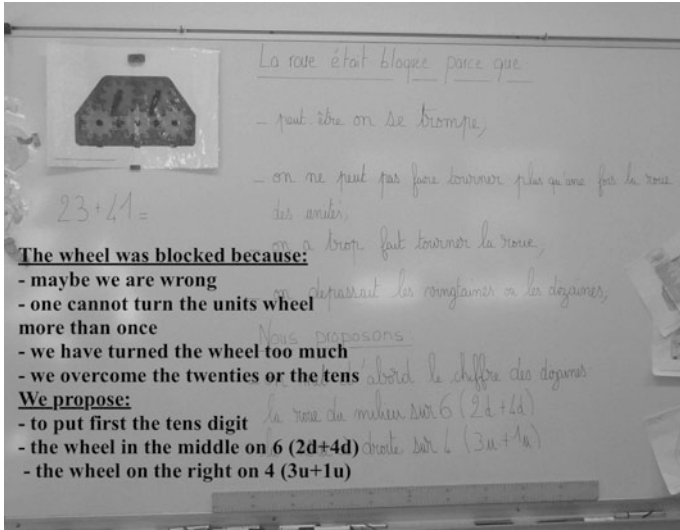 La roue était bloquée parce que
- peut-être on se trompe,
- on ne peut pas faire tourner plus qu'une fois la roue
des unités,
23+41=
- on a trop fait tourner la roue,
- on dépassait les vingtaines ou les dizaines,
Nous proposons
d'abord le chiffre des dizaines
la roue du milieu sur 6 (2d+4d)
droite sur 4 (3u+1u)
The wheel was blocked because:
- maybe we are wrong
- one cannot turn the units wheel
more than once
- we have turned the wheel too much
- we overcome the twenties or the tens
We propose:
- to put first the tens digit
- the wheel in the middle on 6 (2d+4d)
- the wheel on the right on 4 (3u+1u)